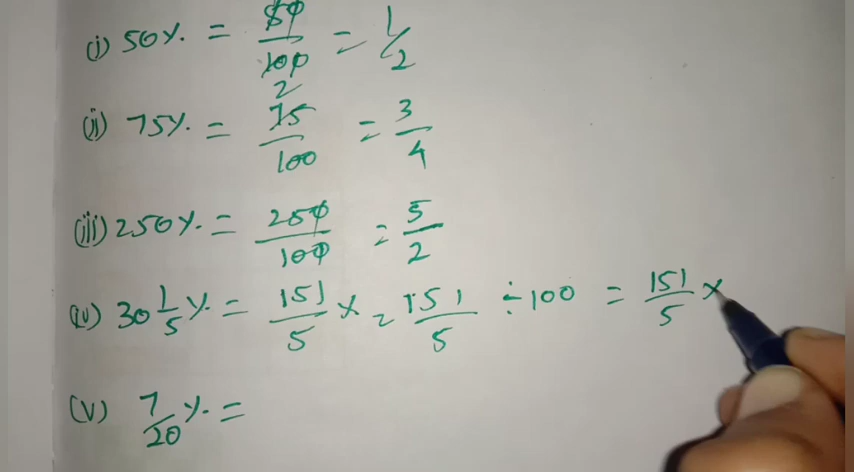 (i) 50%. = 50/100 = 1/2
2
(ii) 75%. = 75/100 = 3/4
(iii) 250%. = 250/100 = 5/2
(iv) 30 1/5 %. = 151/5 % = 151/5 ÷ 100 = 151/5 ×
(v) 7/20 %. =